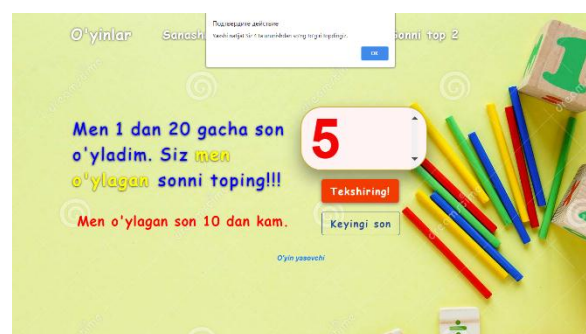 O'yinlar
Подтвердите действие
OK
sonni top 2
Men 1 dan 20 gacha son
o'yladim. Siz men
o'ylagan sonni toping!!!
5
Tekshiring!
Men o'ylagan son 10 dan kam.
Keyingi son
O'yin yasovchi